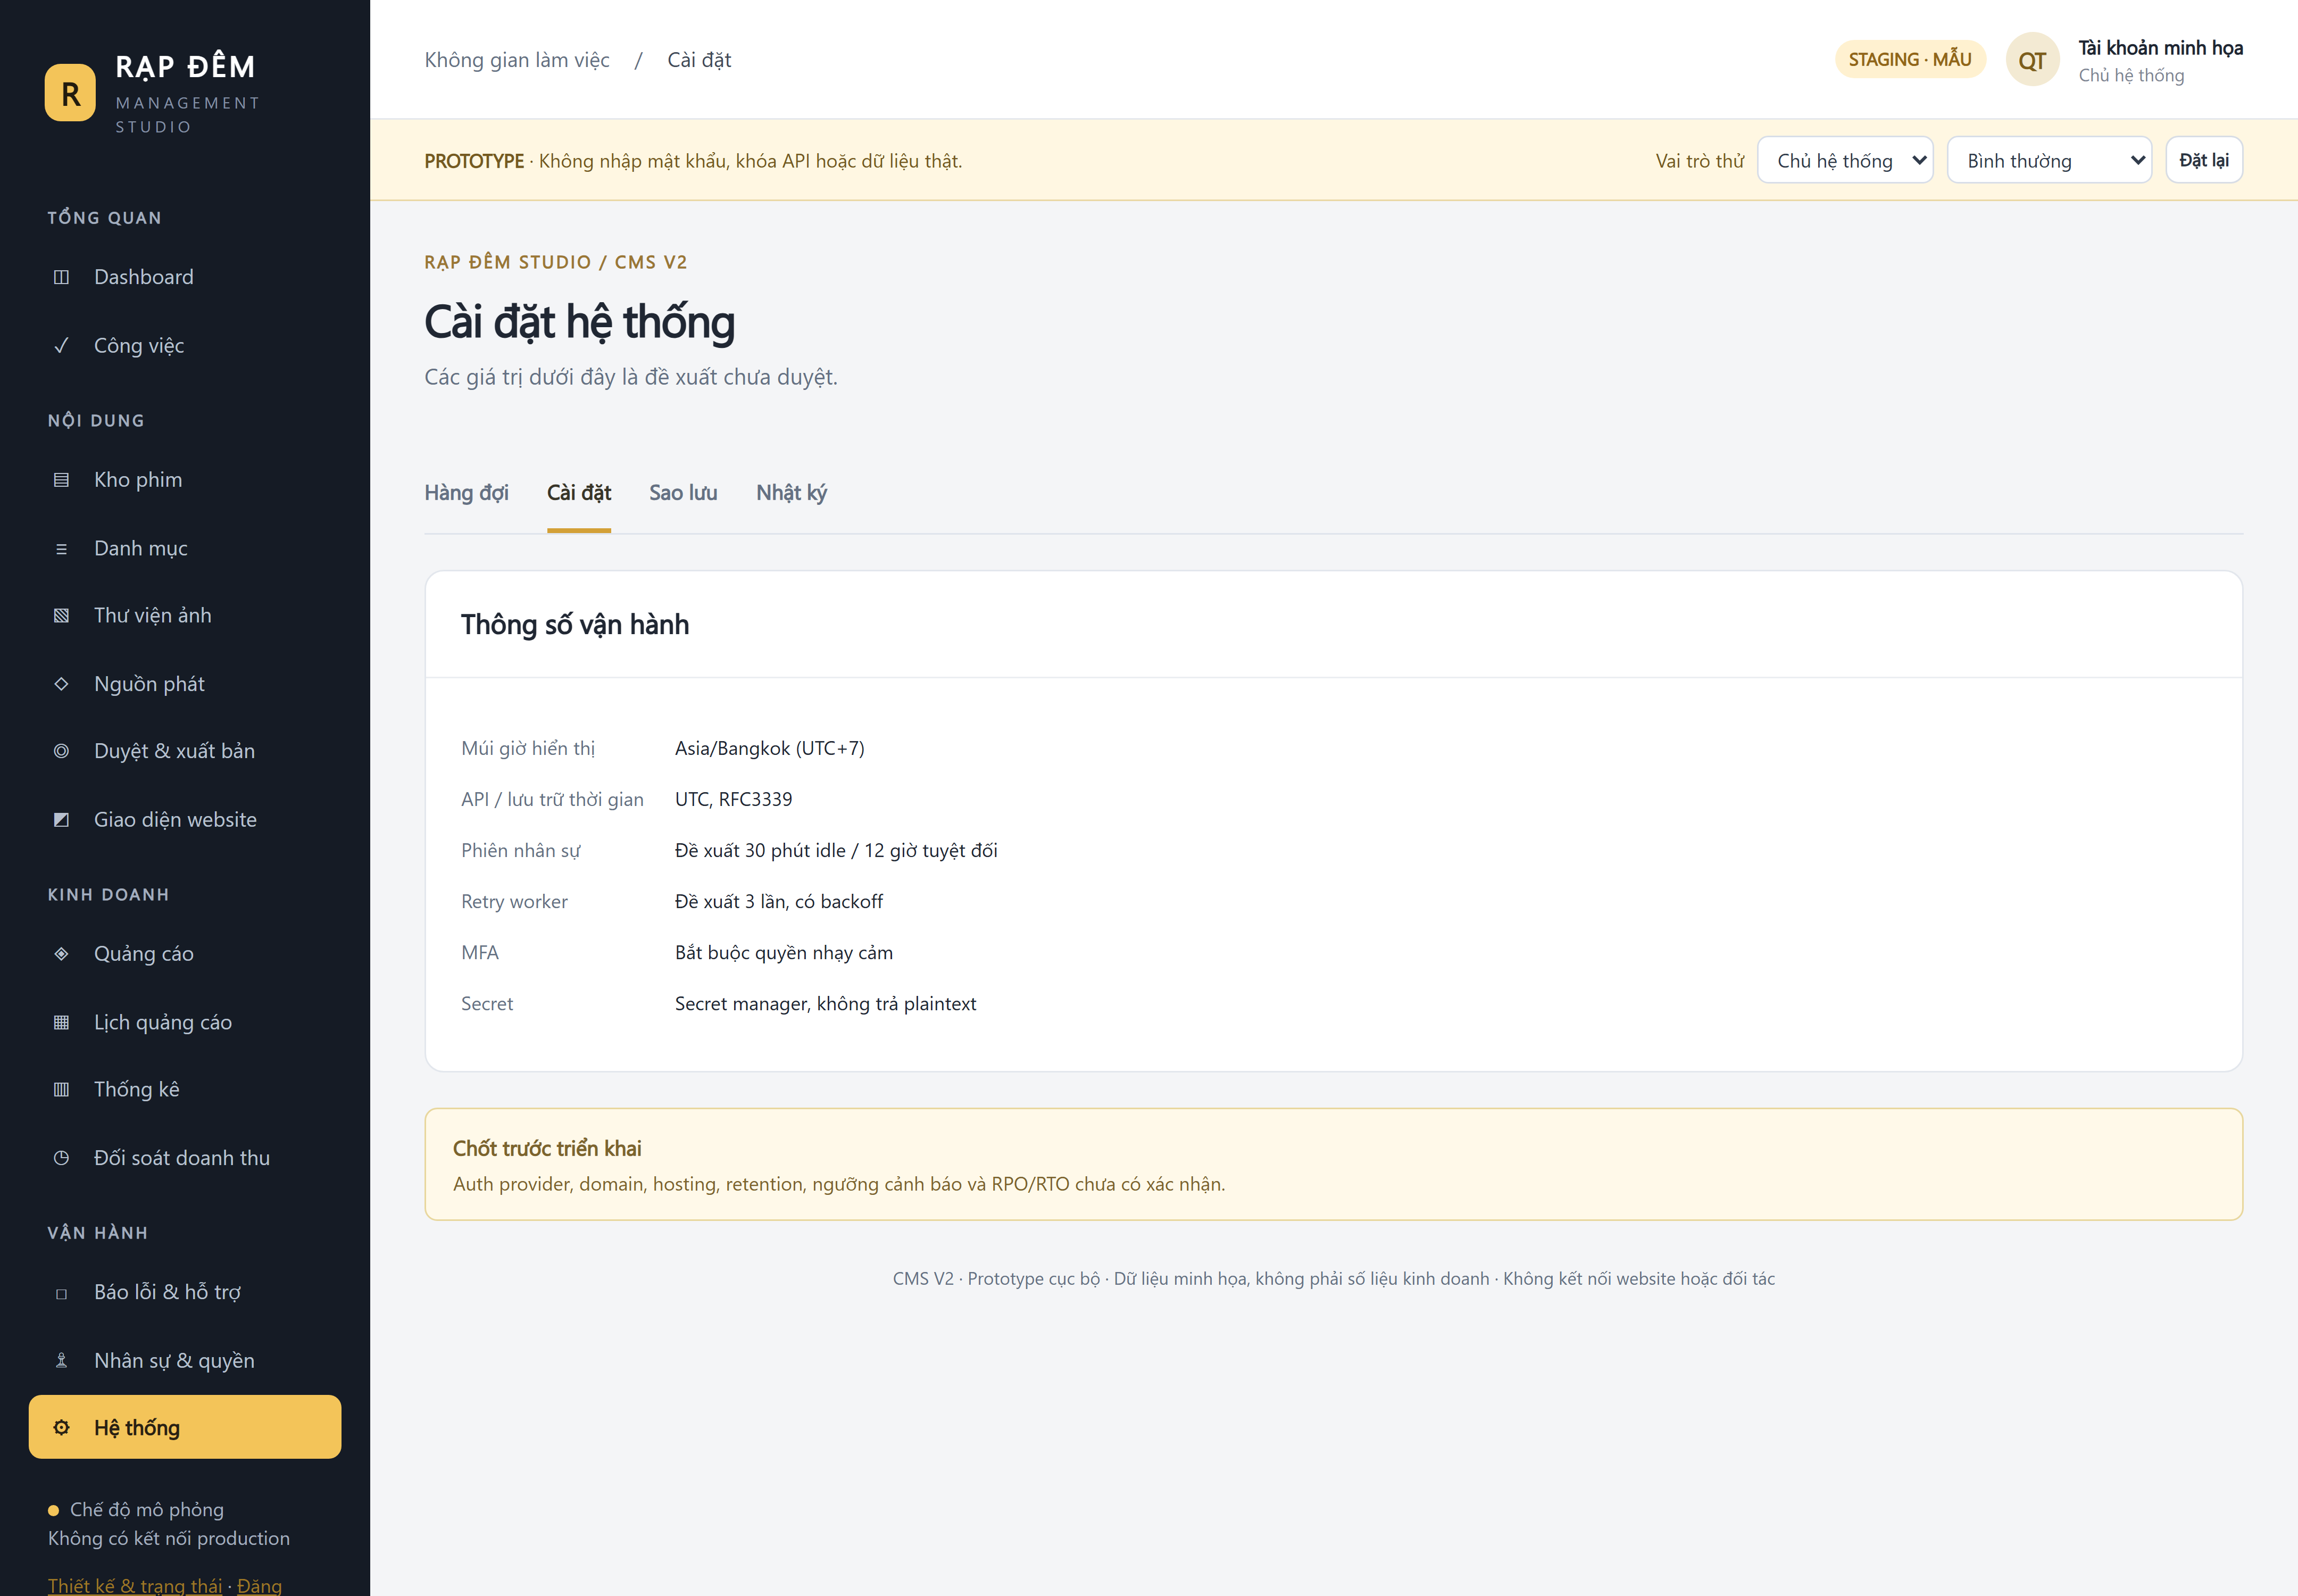 R
RẠP ĐÊM
MANAGEMENT
STUDIO
TỔNG QUAN
Dashboard
Công việc
NỘI DUNG
Kho phim
Danh mục
Thư viện ảnh
Nguồn phát
Duyệt & xuất bản
Giao diện website
KINH DOANH
Quảng cáo
Lịch quảng cáo
Thống kê
Đối soát doanh thu
VẬN HÀNH
Báo lỗi & hỗ trợ
Nhân sự & quyền
Hệ thống
Chế độ mô phỏng
Không có kết nối production
Thiết kế & trạng thái · Đăng
Không gian làm việc / Cài đặt
STAGING · MẪU
QT
Tài khoản minh họa
Chủ hệ thống
PROTOTYPE · Không nhập mật khẩu, khóa API hoặc dữ liệu thật.
Vai trò thử
Chủ hệ thống
Bình thường
Đặt lại
RẠP ĐÊM STUDIO / CMS V2
Cài đặt hệ thống
Các giá trị dưới đây là đề xuất chưa duyệt.
Hàng đợi
Cài đặt
Sao lưu
Nhật ký
Thông số vận hành
Múi giờ hiển thị Asia/Bangkok (UTC+7)
API / lưu trữ thời gian UTC, RFC3339
Phiên nhân sự Đề xuất 30 phút idle / 12 giờ tuyệt đối
Retry worker Đề xuất 3 lần, có backoff
MFA Bắt buộc quyền nhạy cảm
Secret Secret manager, không trả plaintext
Chốt trước triển khai
Auth provider, domain, hosting, retention, ngưỡng cảnh báo và RPO/RTO chưa có xác nhận.
CMS V2 · Prototype cục bộ · Dữ liệu minh họa, không phải số liệu kinh doanh · Không kết nối website hoặc đối tác